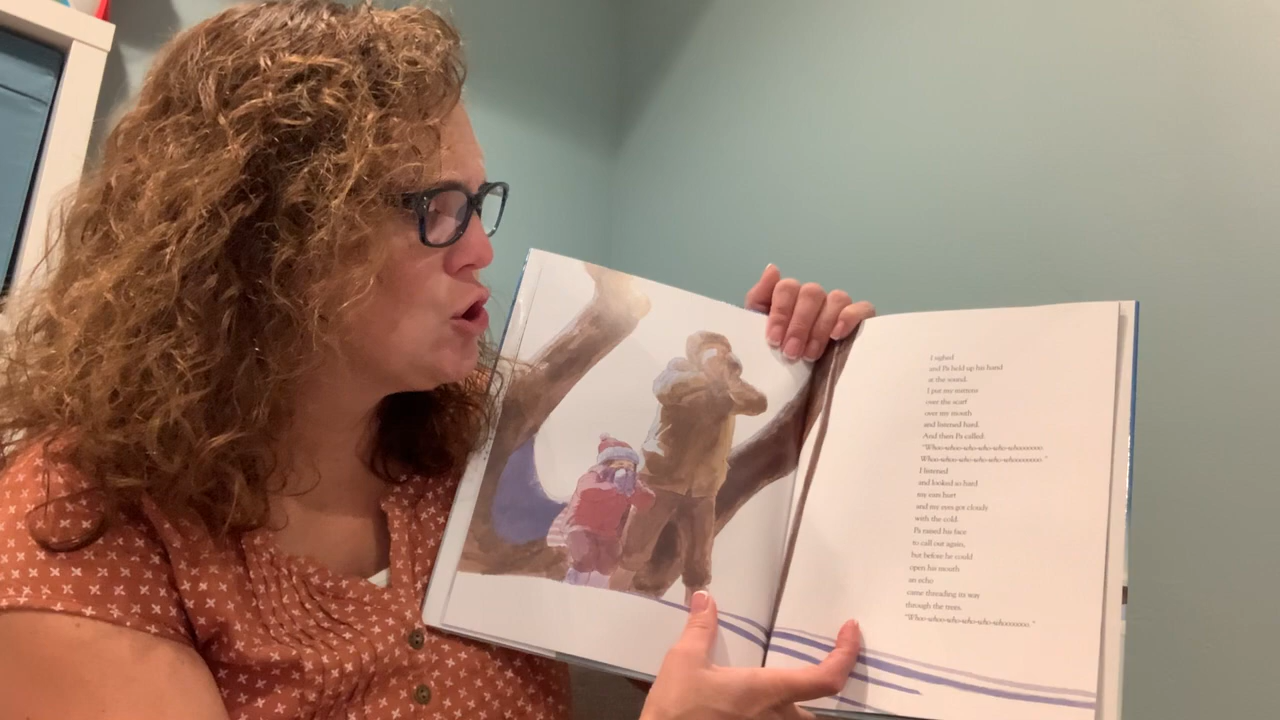 I sighed
and Pa held up his hand
at the sound.
I put my mittens
over the scarf
over my mouth
and listened hard.
And then Pa called:
"Whoo-whoo-who-who-who-whooooooo
Whoo-whoo-who-who-who-whoooooooo."
I listened
and looked so hard
my ears hurt
and my eyes got cloudy
with the cold.
Pa raised his face
to call out again,
but before he could
open his mouth
an echo
came threading its way
through the trees.
"Whoo-whoo-who-who-who-whooooooo."